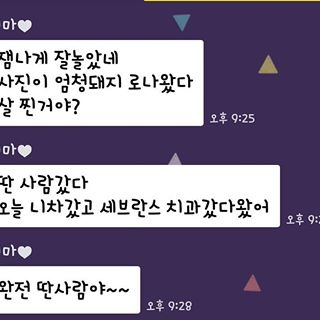 마🤍
잼나게 잘놀았네
사진이 엄청돼지 로나왔다
살 찐거야?
오후 9:25
마🤍
딴 사람같다
오늘 니차갔고 세브란스 치과갔다왔어
오후 9:2
마🤍
완전 딴사람야~~
오후 9:28